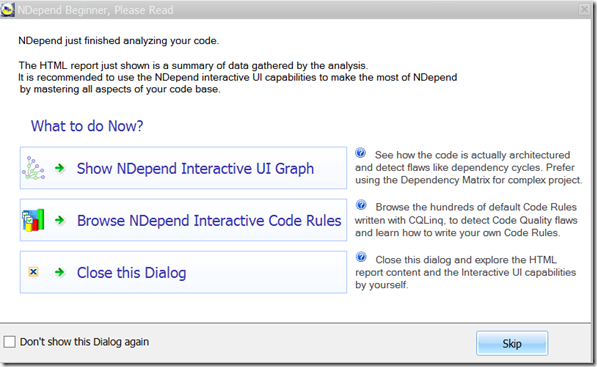 NDepend Beginner, Please Read
NDepend just finished analyzing your code.
The HTML report just shown is a summary of data gathered by the analysis.
It is recommended to use the NDepend interactive UI capabilities to make the most of NDepend
by mastering all aspects of your code base.
What to do Now?
Show NDepend Interactive UI Graph
See how the code is actually architectured
and detect flaws like dependency cycles. Prefer
using the Dependency Matrix for complex project.
Browse NDepend Interactive Code Rules
Browse the hundreds of default Code Rules
written with CQLinq, to detect Code Quality flaws
and learn how to write your own Code Rules.
Close this Dialog
Close this dialog and explore the HTML
report content and the Interactive UI capabilities
by yourself.
Don't show this Dialog again
Skip